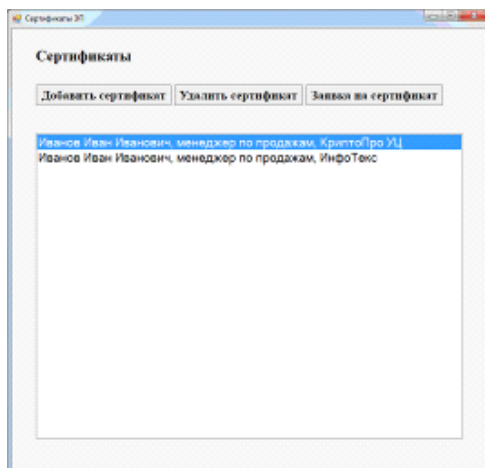 Сертификаты ЭП
Сертификаты
Добавить сертификат Удалить сертификат Заявка на сертификат
Иванов Иван Иванович, менеджер по продажам, КриптоПро УЦ
Иванов Иван Иванович, менеджер по продажам, ИнфоТекс